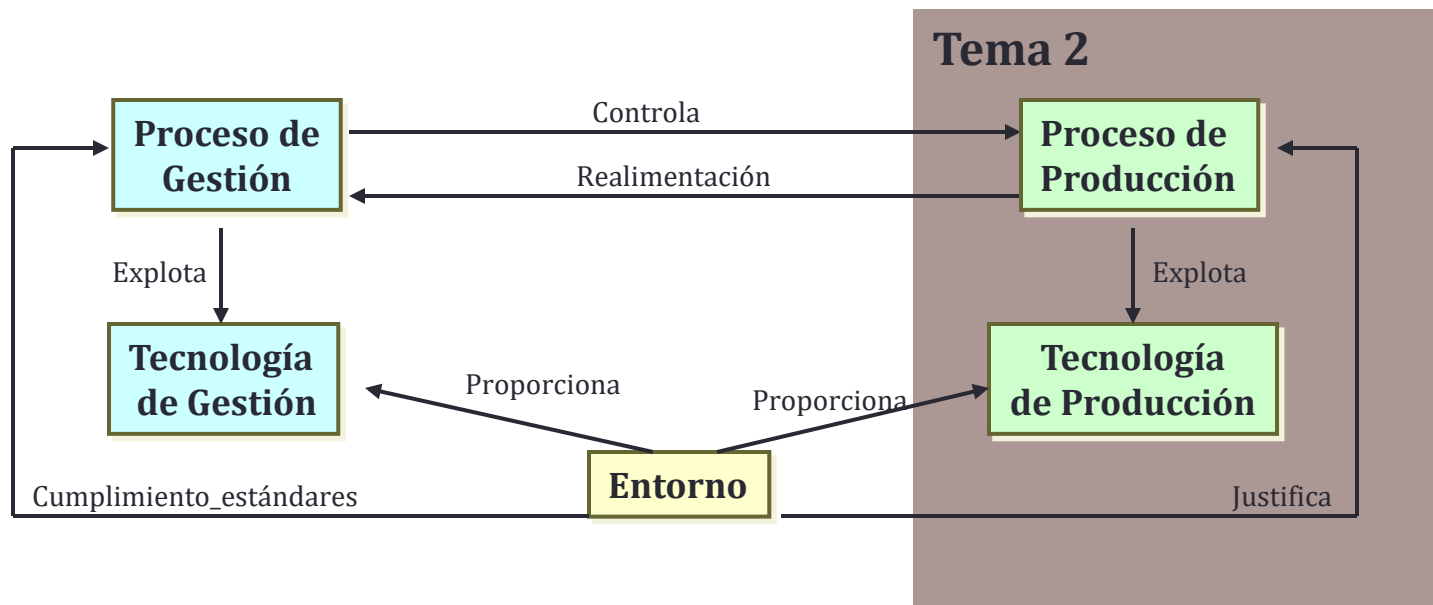 Tema 2
Controla
Proceso de
Gestión
Proceso de
Producción
Realimentación
Explota
Explota
Tecnología
de Gestión
Tecnología
de Producción
Proporciona
Proporciona
Entorno
Cumplimiento_estándares
Justifica